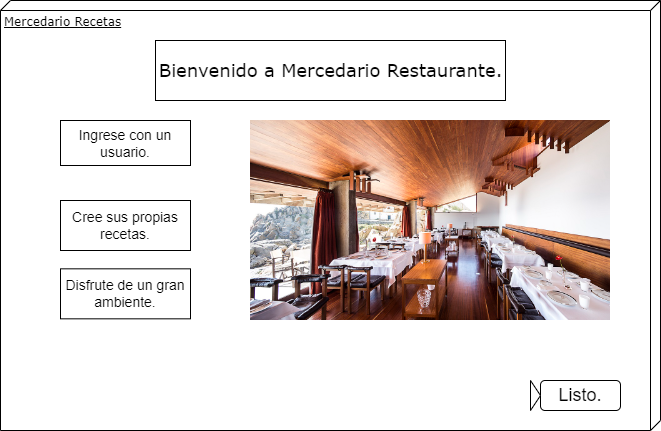 Mercedario Recetas
Bienvenido a Mercedario Restaurante.
Ingrese con un
usuario.
Cree sus propias
recetas.
Disfrute de un gran
ambiente.
Listo.